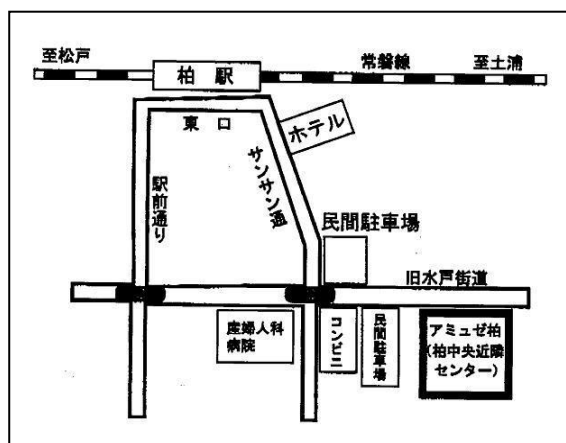 至松戸
柏 駅
常磐線
至土浦
東 口
ホテル
駅前通り
サンサン通
民間駐車場
旧水戸街道
産婦人科
病院
コンビニ
民間駐車場
アミュゼ柏
(柏中央近隣
センター)